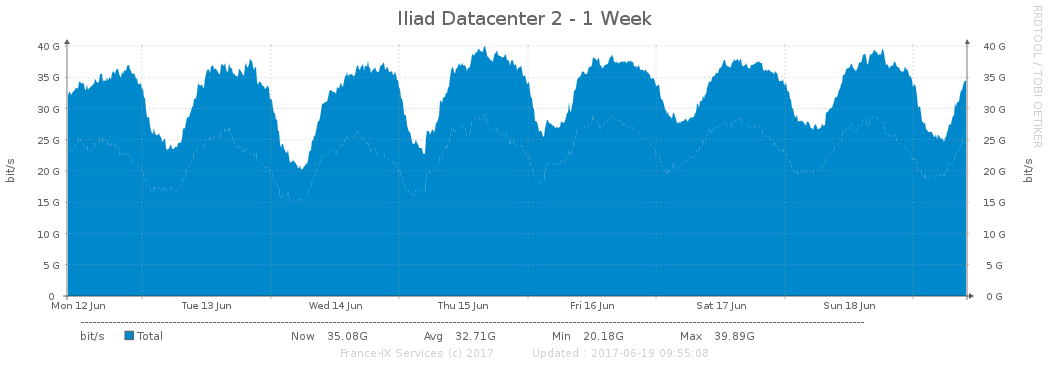 Iliad Datacenter 2 - 1 Week
RRDTOOL / TOBI OETIKER
40 G 40 G
35 G 35 G
30 G 30 G
25 G 25 G
20 G 20 G
15 G 15 G
10 G 10 G
5 G 5 G
0 0 G
bit/s bit/s
Mon 12 Jun Tue 13 Jun Wed 14 Jun Thu 15 Jun Fri 16 Jun Sat 17 Jun Sun 18 Jun
bit/s Total Now 35.08G Avg 32.71G Min 20.18G Max 39.89G
France-IX Services (c) 2017 Updated : 2017-06-19 09:55:08